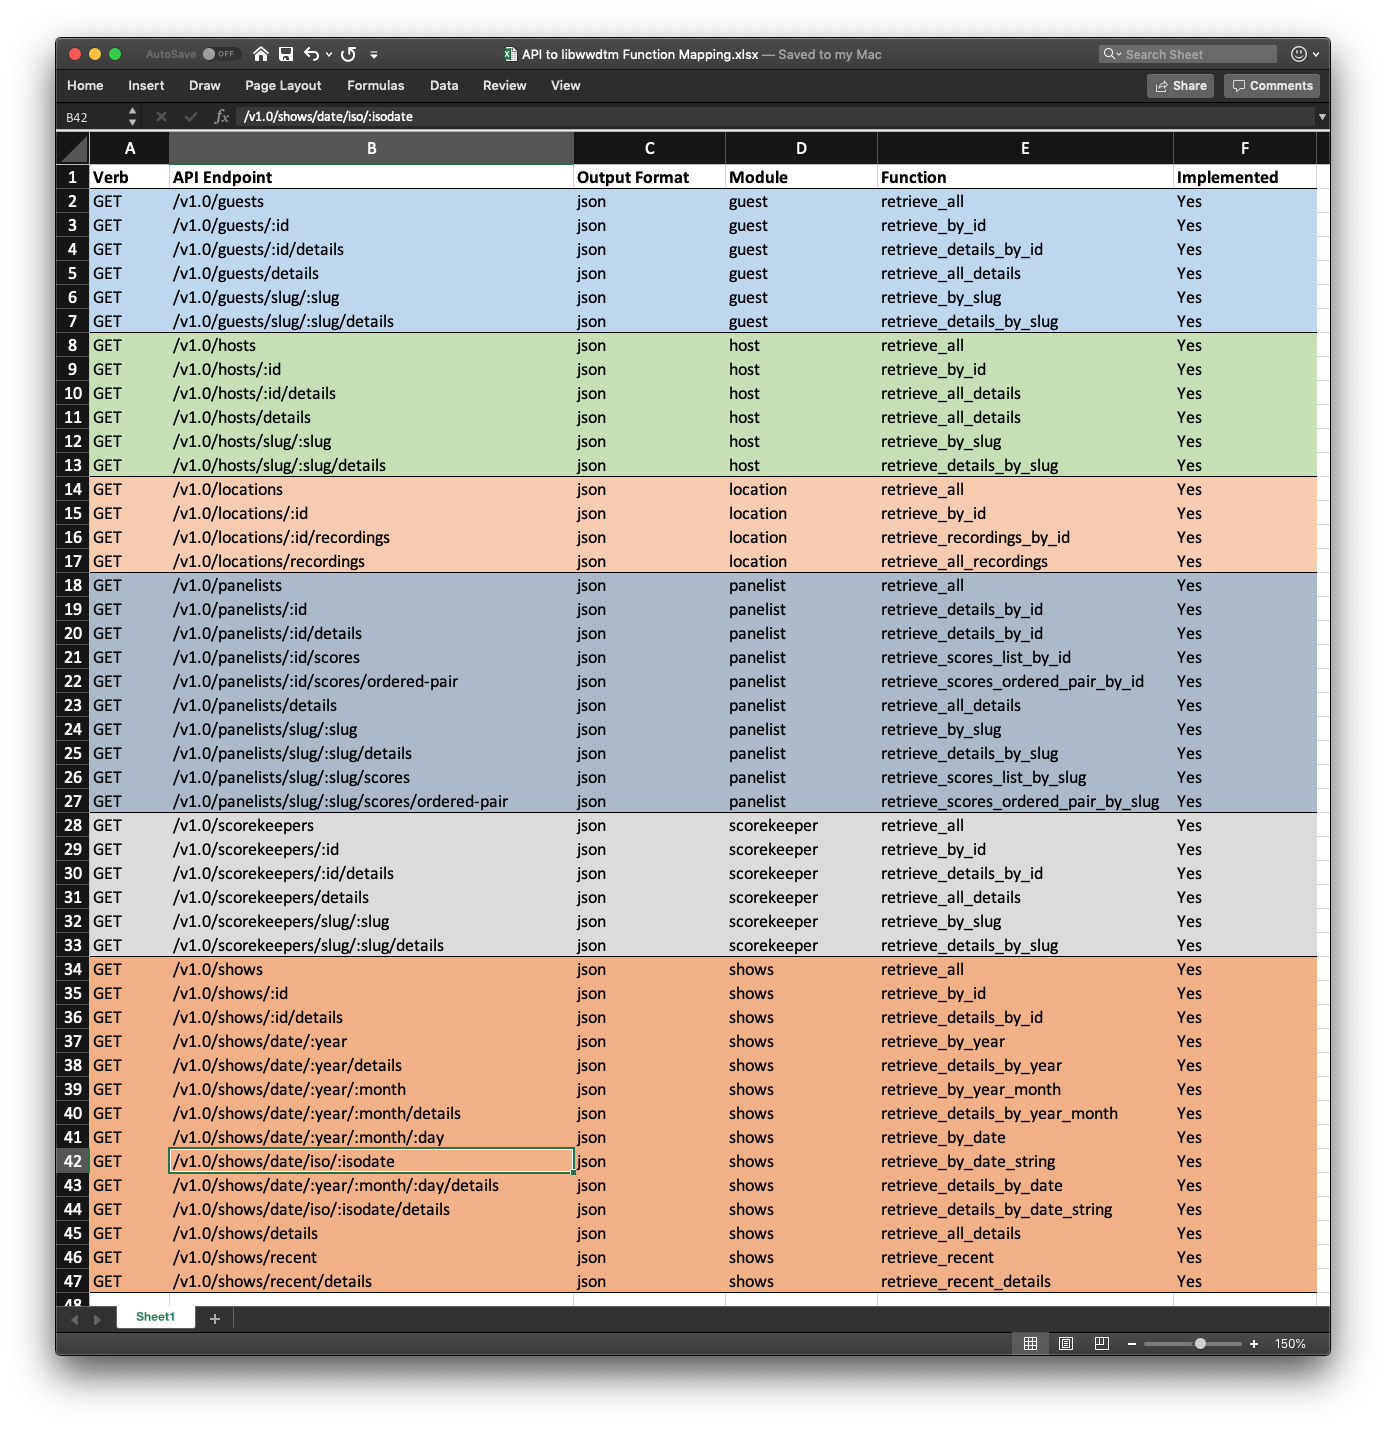 AutoSave OFF API to libwwdtm Function Mapping.xlsx — Saved to my Mac Search Sheet
Home Insert Draw Page Layout Formulas Data Review View Share Comments
B42 fx /v1.0/shows/date/iso/:isodate
A B C D E F
1 Verb API Endpoint Output Format Module Function Implemented
2 GET /v1.0/guests json guest retrieve_all Yes
3 GET /v1.0/guests/:id json guest retrieve_by_id Yes
4 GET /v1.0/guests/:id/details json guest retrieve_details_by_id Yes
5 GET /v1.0/guests/details json guest retrieve_all_details Yes
6 GET /v1.0/guests/slug/:slug json guest retrieve_by_slug Yes
7 GET /v1.0/guests/slug/:slug/details json guest retrieve_details_by_slug Yes
8 GET /v1.0/hosts json host retrieve_all Yes
9 GET /v1.0/hosts/:id json host retrieve_by_id Yes
10 GET /v1.0/hosts/:id/details json host retrieve_all_details Yes
11 GET /v1.0/hosts/details json host retrieve_all_details Yes
12 GET /v1.0/hosts/slug/:slug json host retrieve_by_slug Yes
13 GET /v1.0/hosts/slug/:slug/details json host retrieve_details_by_slug Yes
14 GET /v1.0/locations json location retrieve_all Yes
15 GET /v1.0/locations/:id json location retrieve_by_id Yes
16 GET /v1.0/locations/:id/recordings json location retrieve_recordings_by_id Yes
17 GET /v1.0/locations/recordings json location retrieve_all_recordings Yes
18 GET /v1.0/panelists json panelist retrieve_all Yes
19 GET /v1.0/panelists/:id json panelist retrieve_details_by_id Yes
20 GET /v1.0/panelists/:id/details json panelist retrieve_details_by_id Yes
21 GET /v1.0/panelists/:id/scores json panelist retrieve_scores_list_by_id Yes
22 GET /v1.0/panelists/:id/scores/ordered-pair json panelist retrieve_scores_ordered_pair_by_id Yes
23 GET /v1.0/panelists/details json panelist retrieve_all_details Yes
24 GET /v1.0/panelists/slug/:slug json panelist retrieve_by_slug Yes
25 GET /v1.0/panelists/slug/:slug/details json panelist retrieve_details_by_slug Yes
26 GET /v1.0/panelists/slug/:slug/scores json panelist retrieve_scores_list_by_slug Yes
27 GET /v1.0/panelists/slug/:slug/scores/ordered-pair json panelist retrieve_scores_ordered_pair_by_slug Yes
28 GET /v1.0/scorekeepers json scorekeeper retrieve_all Yes
29 GET /v1.0/scorekeepers/:id json scorekeeper retrieve_by_id Yes
30 GET /v1.0/scorekeepers/:id/details json scorekeeper retrieve_details_by_id Yes
31 GET /v1.0/scorekeepers/details json scorekeeper retrieve_all_details Yes
32 GET /v1.0/scorekeepers/slug/:slug json scorekeeper retrieve_by_slug Yes
33 GET /v1.0/scorekeepers/slug/:slug/details json scorekeeper retrieve_details_by_slug Yes
34 GET /v1.0/shows json shows retrieve_all Yes
35 GET /v1.0/shows/:id json shows retrieve_by_id Yes
36 GET /v1.0/shows/:id/details json shows retrieve_details_by_id Yes
37 GET /v1.0/shows/date/:year json shows retrieve_by_year Yes
38 GET /v1.0/shows/date/:year/details json shows retrieve_details_by_year Yes
39 GET /v1.0/shows/date/:year/:month json shows retrieve_by_year_month Yes
40 GET /v1.0/shows/date/:year/:month/details json shows retrieve_details_by_year_month Yes
41 GET /v1.0/shows/date/:year/:month/:day json shows retrieve_by_date Yes
42 GET /v1.0/shows/date/iso/:isodate json shows retrieve_by_date_string Yes
43 GET /v1.0/shows/date/:year/:month/:day/details json shows retrieve_details_by_date Yes
44 GET /v1.0/shows/date/iso/:isodate/details json shows retrieve_details_by_date_string Yes
45 GET /v1.0/shows/details json shows retrieve_all_details Yes
46 GET /v1.0/shows/recent json shows retrieve_recent Yes
47 GET /v1.0/shows/recent/details json shows retrieve_recent_details Yes
48
Sheet1 +
150%